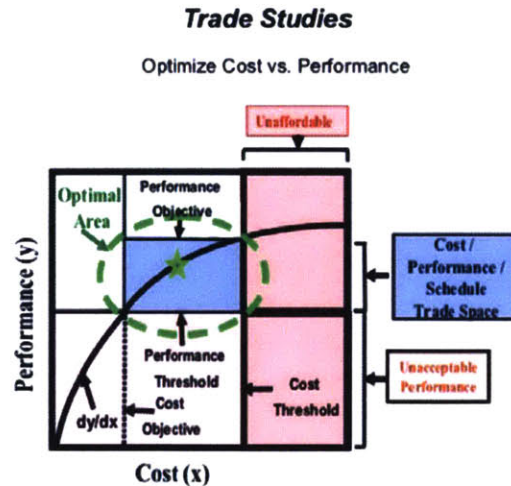 Trade Studies
Optimize Cost vs. Performance
Unaffordable
Optimal
Area
Performance
Objective
Cost /
Performance /
Schedule
Trade Space
Performance (y)
Performance
Threshold
Cost
Objective
Cost
Threshold
Unacceptable
Performance
dy/dx
Cost (x)